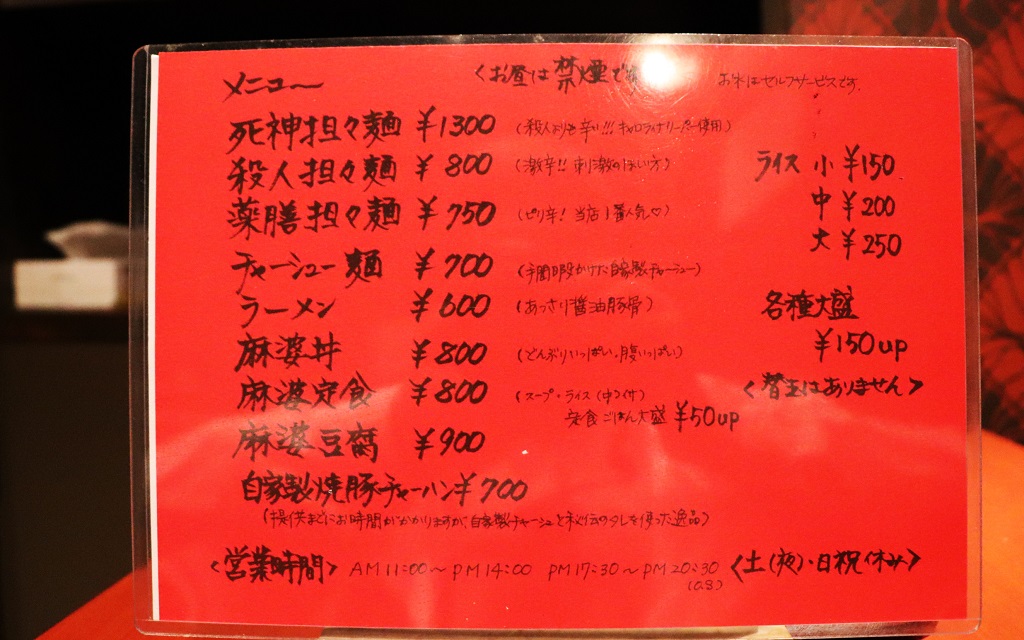 メニュー
<お昼は禁煙です
お水はセルフサービスです。
死神担々麺 ¥1300 (殺人よりも辛い!!! キャロライナリーパー使用)
殺人担々麺 ¥800 (激辛!! 刺激のほしい方)
薬膳担々麺 ¥750 (ピリ辛! 当店1番人気♡)
チャーシュー麺 ¥700 (手間暇かけた自家製チャーシュー)
ラーメン ¥600 (あっさり醤油豚骨)
麻婆丼 ¥800 (どんぶりいっぱい、腹いっぱい)
麻婆定食 ¥800 (スープ・ライス(中)付)
定食ごはん大盛 ¥50up
麻婆豆腐 ¥900
自家製焼豚チャーハン ¥700
(提供までにお時間がかかりますが、自家製チャーシューと秘伝のタレを使った逸品)
ライス 小 ¥150
中 ¥200
大 ¥250
各種大盛
¥150up
<替玉はありません>
<営業時間> AM11:00~PM14:00 PM17:30~PM20:30 <土(夜)・日祝休み>
(o.s)